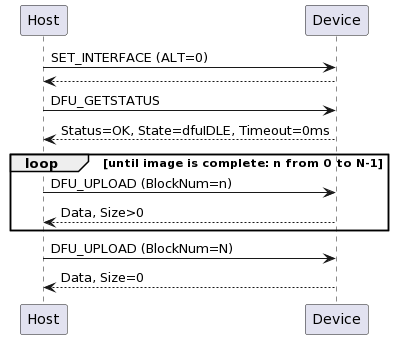 Host Device
SET_INTERFACE (ALT=0)
DFU_GETSTATUS
Status=OK, State=dfuIDLE, Timeout=0ms
loop [until image is complete: n from 0 to N-1]
DFU_UPLOAD (BlockNum=n)
Data, Size>0
DFU_UPLOAD (BlockNum=N)
Data, Size=0
Host Device